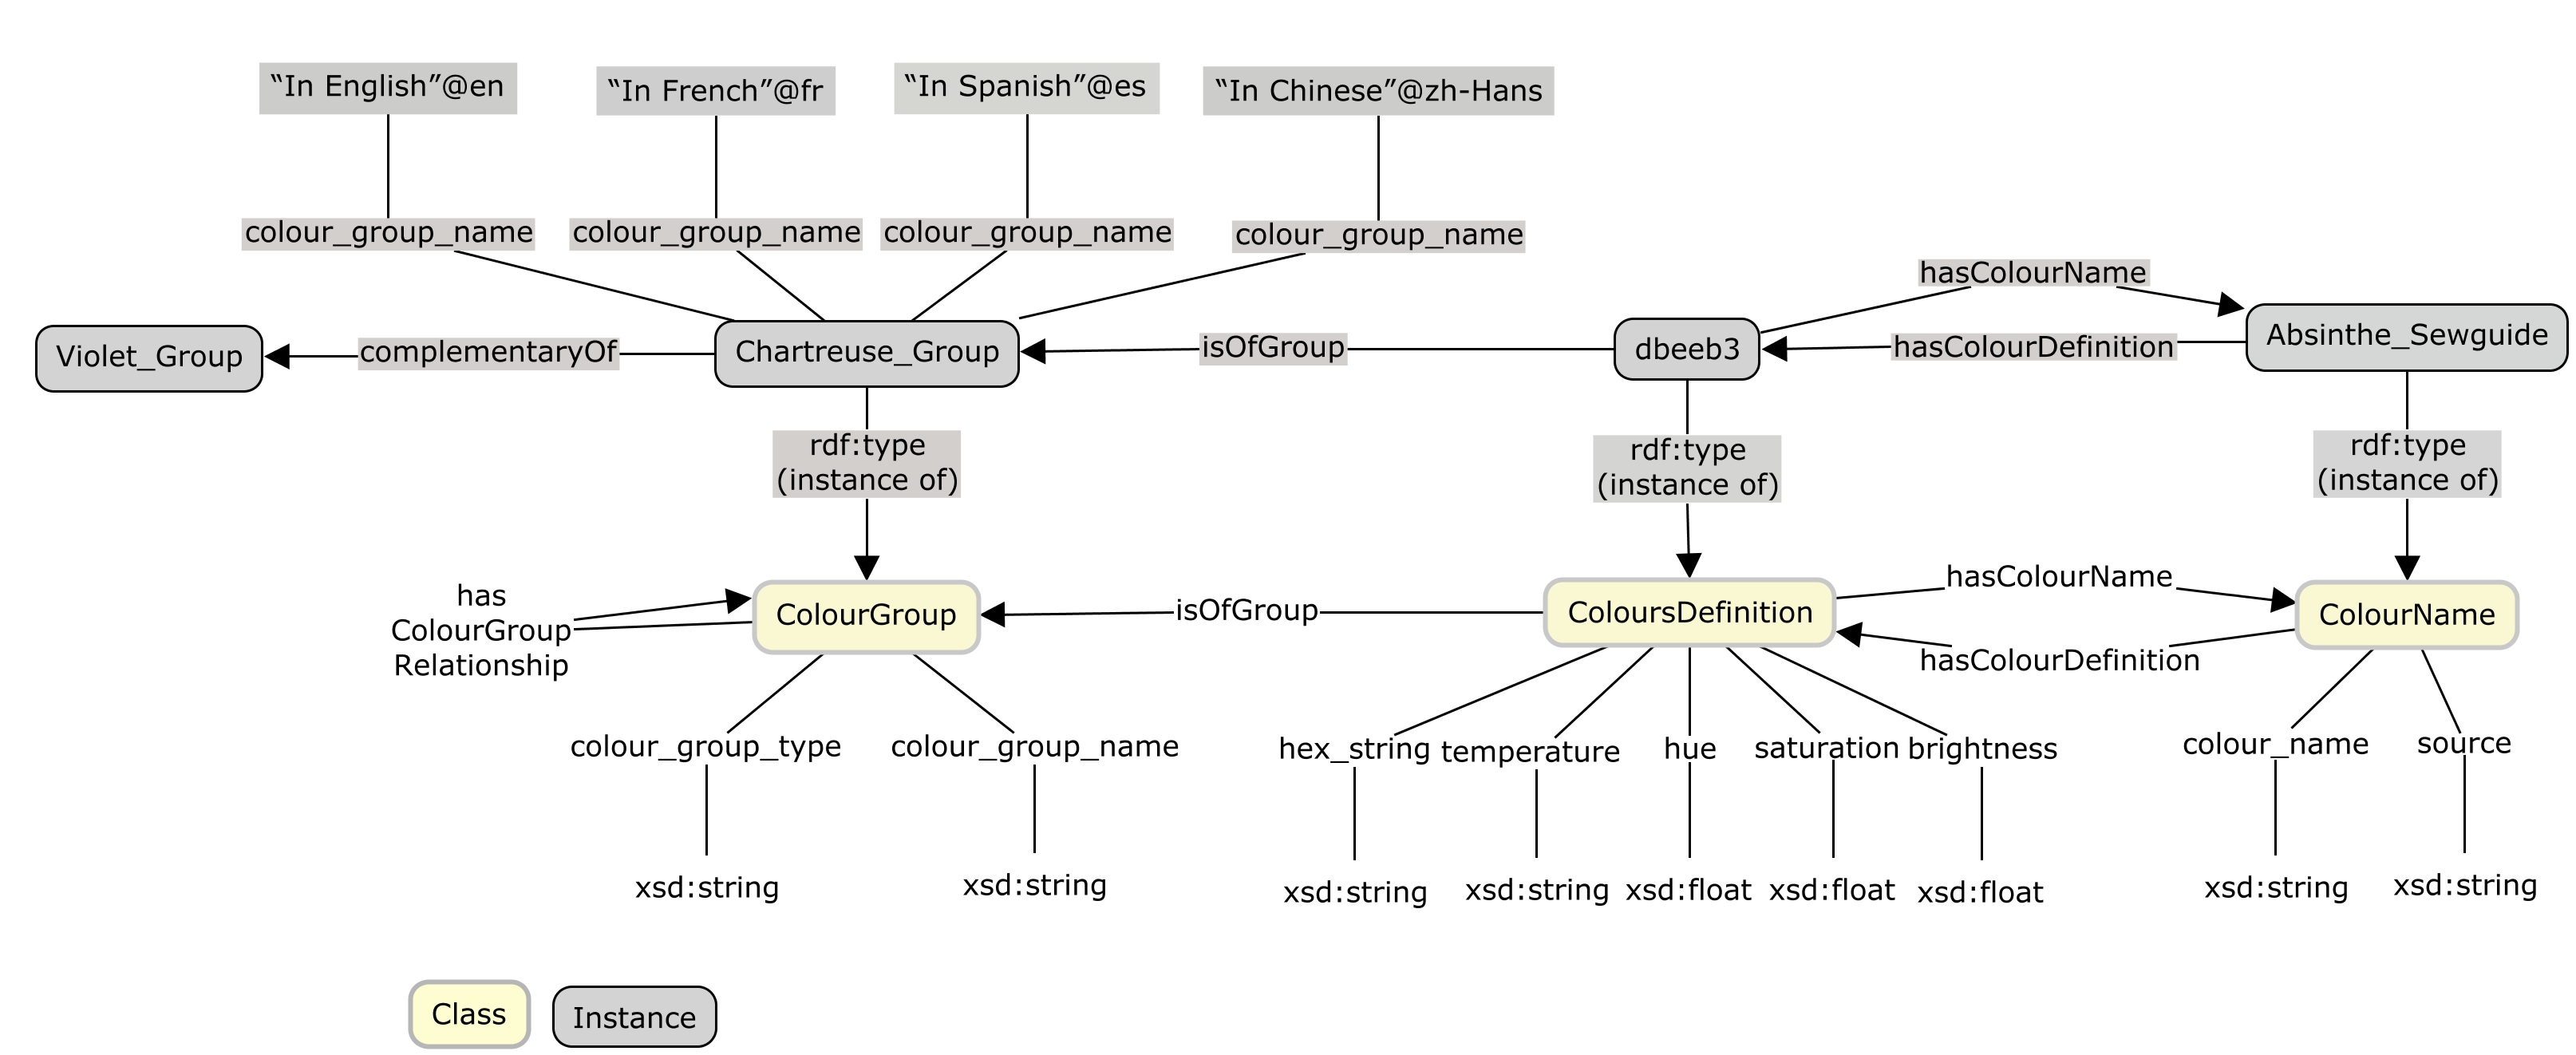 “In English”@en
“In French”@fr
“In Spanish”@es
“In Chinese”@zh-Hans
colour_group_name
colour_group_name
colour_group_name
colour_group_name
hasColourName
Violet_Group
complementaryOf
Chartreuse_Group
isOfGroup
dbeeb3
hasColourDefinition
Absinthe_Sewguide
rdf:type
(instance of)
rdf:type
(instance of)
rdf:type
(instance of)
has
ColourGroup
Relationship
ColourGroup
isOfGroup
ColoursDefinition
hasColourName
hasColourDefinition
ColourName
colour_group_type
colour_group_name
hex_string
temperature
hue
saturation
brightness
colour_name
source
xsd:string
xsd:string
xsd:string
xsd:string
xsd:float
xsd:float
xsd:float
xsd:string
xsd:string
Class
Instance